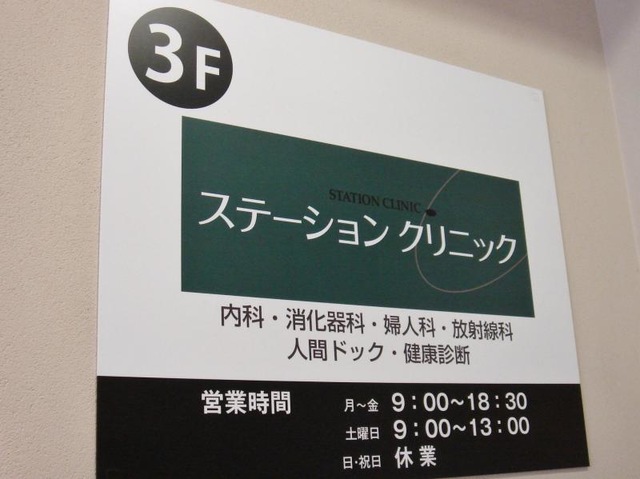 3F
STATION CLINIC
ステーション クリニック
内科・消化器科・婦人科・放射線科
人間ドック・健康診断
営業時間 月～金 9:00～18:30
土曜日 9:00～13:00
日・祝日 休業